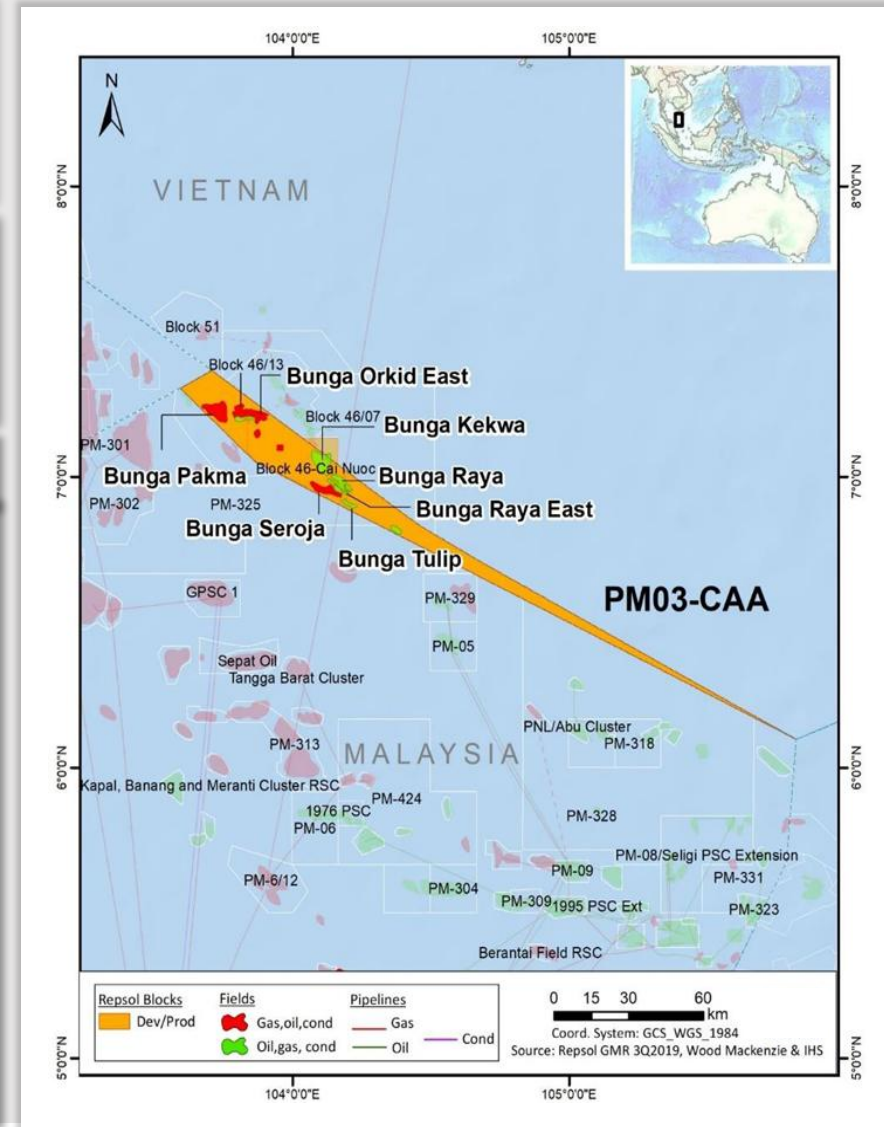 104°0'0"E
105°0'0"E
N
8°0'0"N
8°0'0"N
VIETNAM
Block 51
Block 46/13
Bunga Orkid East
Block 46/07
Bunga Kekwa
PM-301
Block 46-Cai Nuoc
Bunga Pakma
Bunga Raya
7°0'0"N
7°0'0"N
PM-302
PM-325
Bunga Raya East
Bunga Seroja
Bunga Tulip
GPSC 1
PM-329
PM03-CAA
PM-05
Sepat Oil
Tangga Barat Cluster
PNL/Abu Cluster
PM-313
PM-318
MALAYSIA
6°0'0"N
6°0'0"N
Kapal, Banang and Meranti Cluster RSC
PM-424
1976 PSC
PM-06
PM-328
PM-08/Seligi PSC Extension
PM-6/12
PM-09
PM-331
PM-304
PM-309
1995 PSC Ext
PM-323
Berantai Field RSC
Repsol Blocks
Dev/Prod
Fields
Gas,oil,cond
Oil,gas, cond
Pipelines
Gas
Oil
Cond
0 15 30 60
km
Coord. System: GCS_WGS_1984
Source: Repsol GMR 3Q2019, Wood Mackenzie & IHS
5°0'0"N
5°0'0"N
104°0'0"E
105°0'0"E